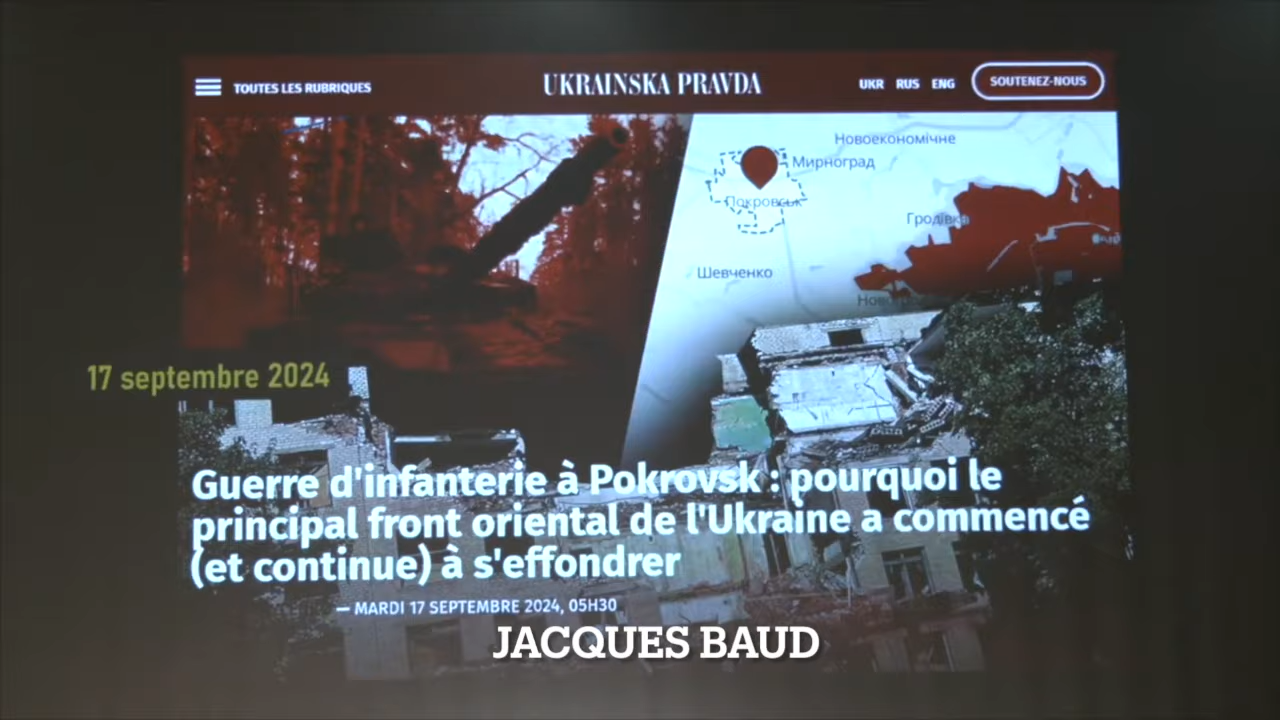 TOUTES LES RUBRIQUES
UKRAINSKA PRAVDA
UKR RUS ENG
SOUTENEZ-NOUS
Новоекономічне
Мирноград
Покровськ
Гродівка
Шевченко
17 septembre 2024
Guerre d'infanterie à Pokrovsk : pourquoi le
principal front oriental de l'Ukraine a commencé
(et continue) à s'effondrer
— MARDI 17 SEPTEMBRE 2024, 05H30
JACQUES BAUD